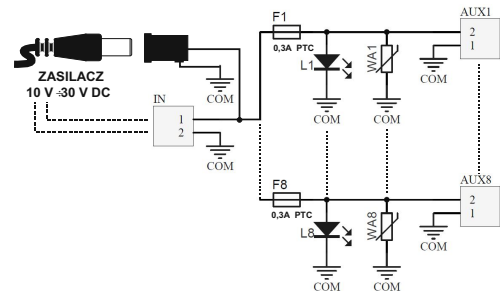 F1
AUX1
0,3A PTC
2
1
L1
WA1
COM
COM
COM
COM
ZASILACZ
10 V ÷30 V DC
IN
1
2
COM
F8
AUX8
0,3A PTC
2
1
L8
WA8
COM
COM
COM